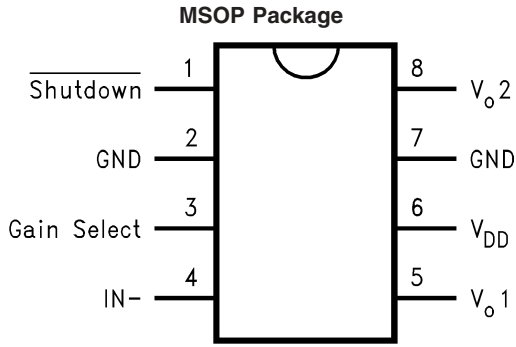 MSOP Package
Shutdown 1 8 Vo2
GND 2 7 GND
Gain Select 3 6 VDD
IN- 4 5 Vo1